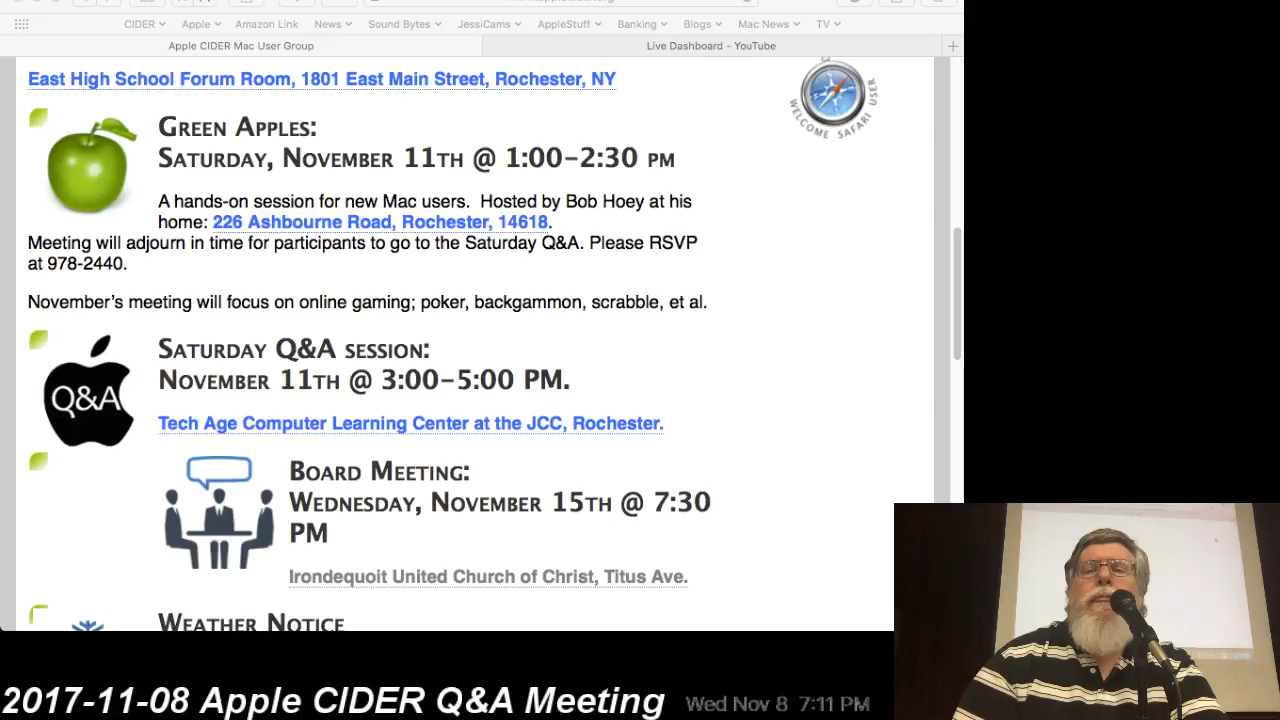 CIDER Apple Amazon Link News Sound Bytes JessiCams AppleStuff Banking Blogs Mac News TV
Apple CIDER Mac User Group Live Dashboard - YouTube
East High School Forum Room, 1801 East Main Street, Rochester, NY
WELCOME SAFARI USER
Green Apples:
Saturday, November 11th @ 1:00-2:30 pm
A hands-on session for new Mac users. Hosted by Bob Hoey at his
home: 226 Ashbourne Road, Rochester, 14618.
Meeting will adjourn in time for participants to go to the Saturday Q&A. Please RSVP
at 978-2440.
November's meeting will focus on online gaming; poker, backgammon, scrabble, et al.
Q&A
Saturday Q&A session:
November 11th @ 3:00-5:00 PM.
Tech Age Computer Learning Center at the JCC, Rochester.
Board Meeting:
Wednesday, November 15th @ 7:30
PM
Irondequoit United Church of Christ, Titus Ave.
Weather Notice
2017-11-08 Apple CIDER Q&A Meeting Wed Nov 8 7:11 PM